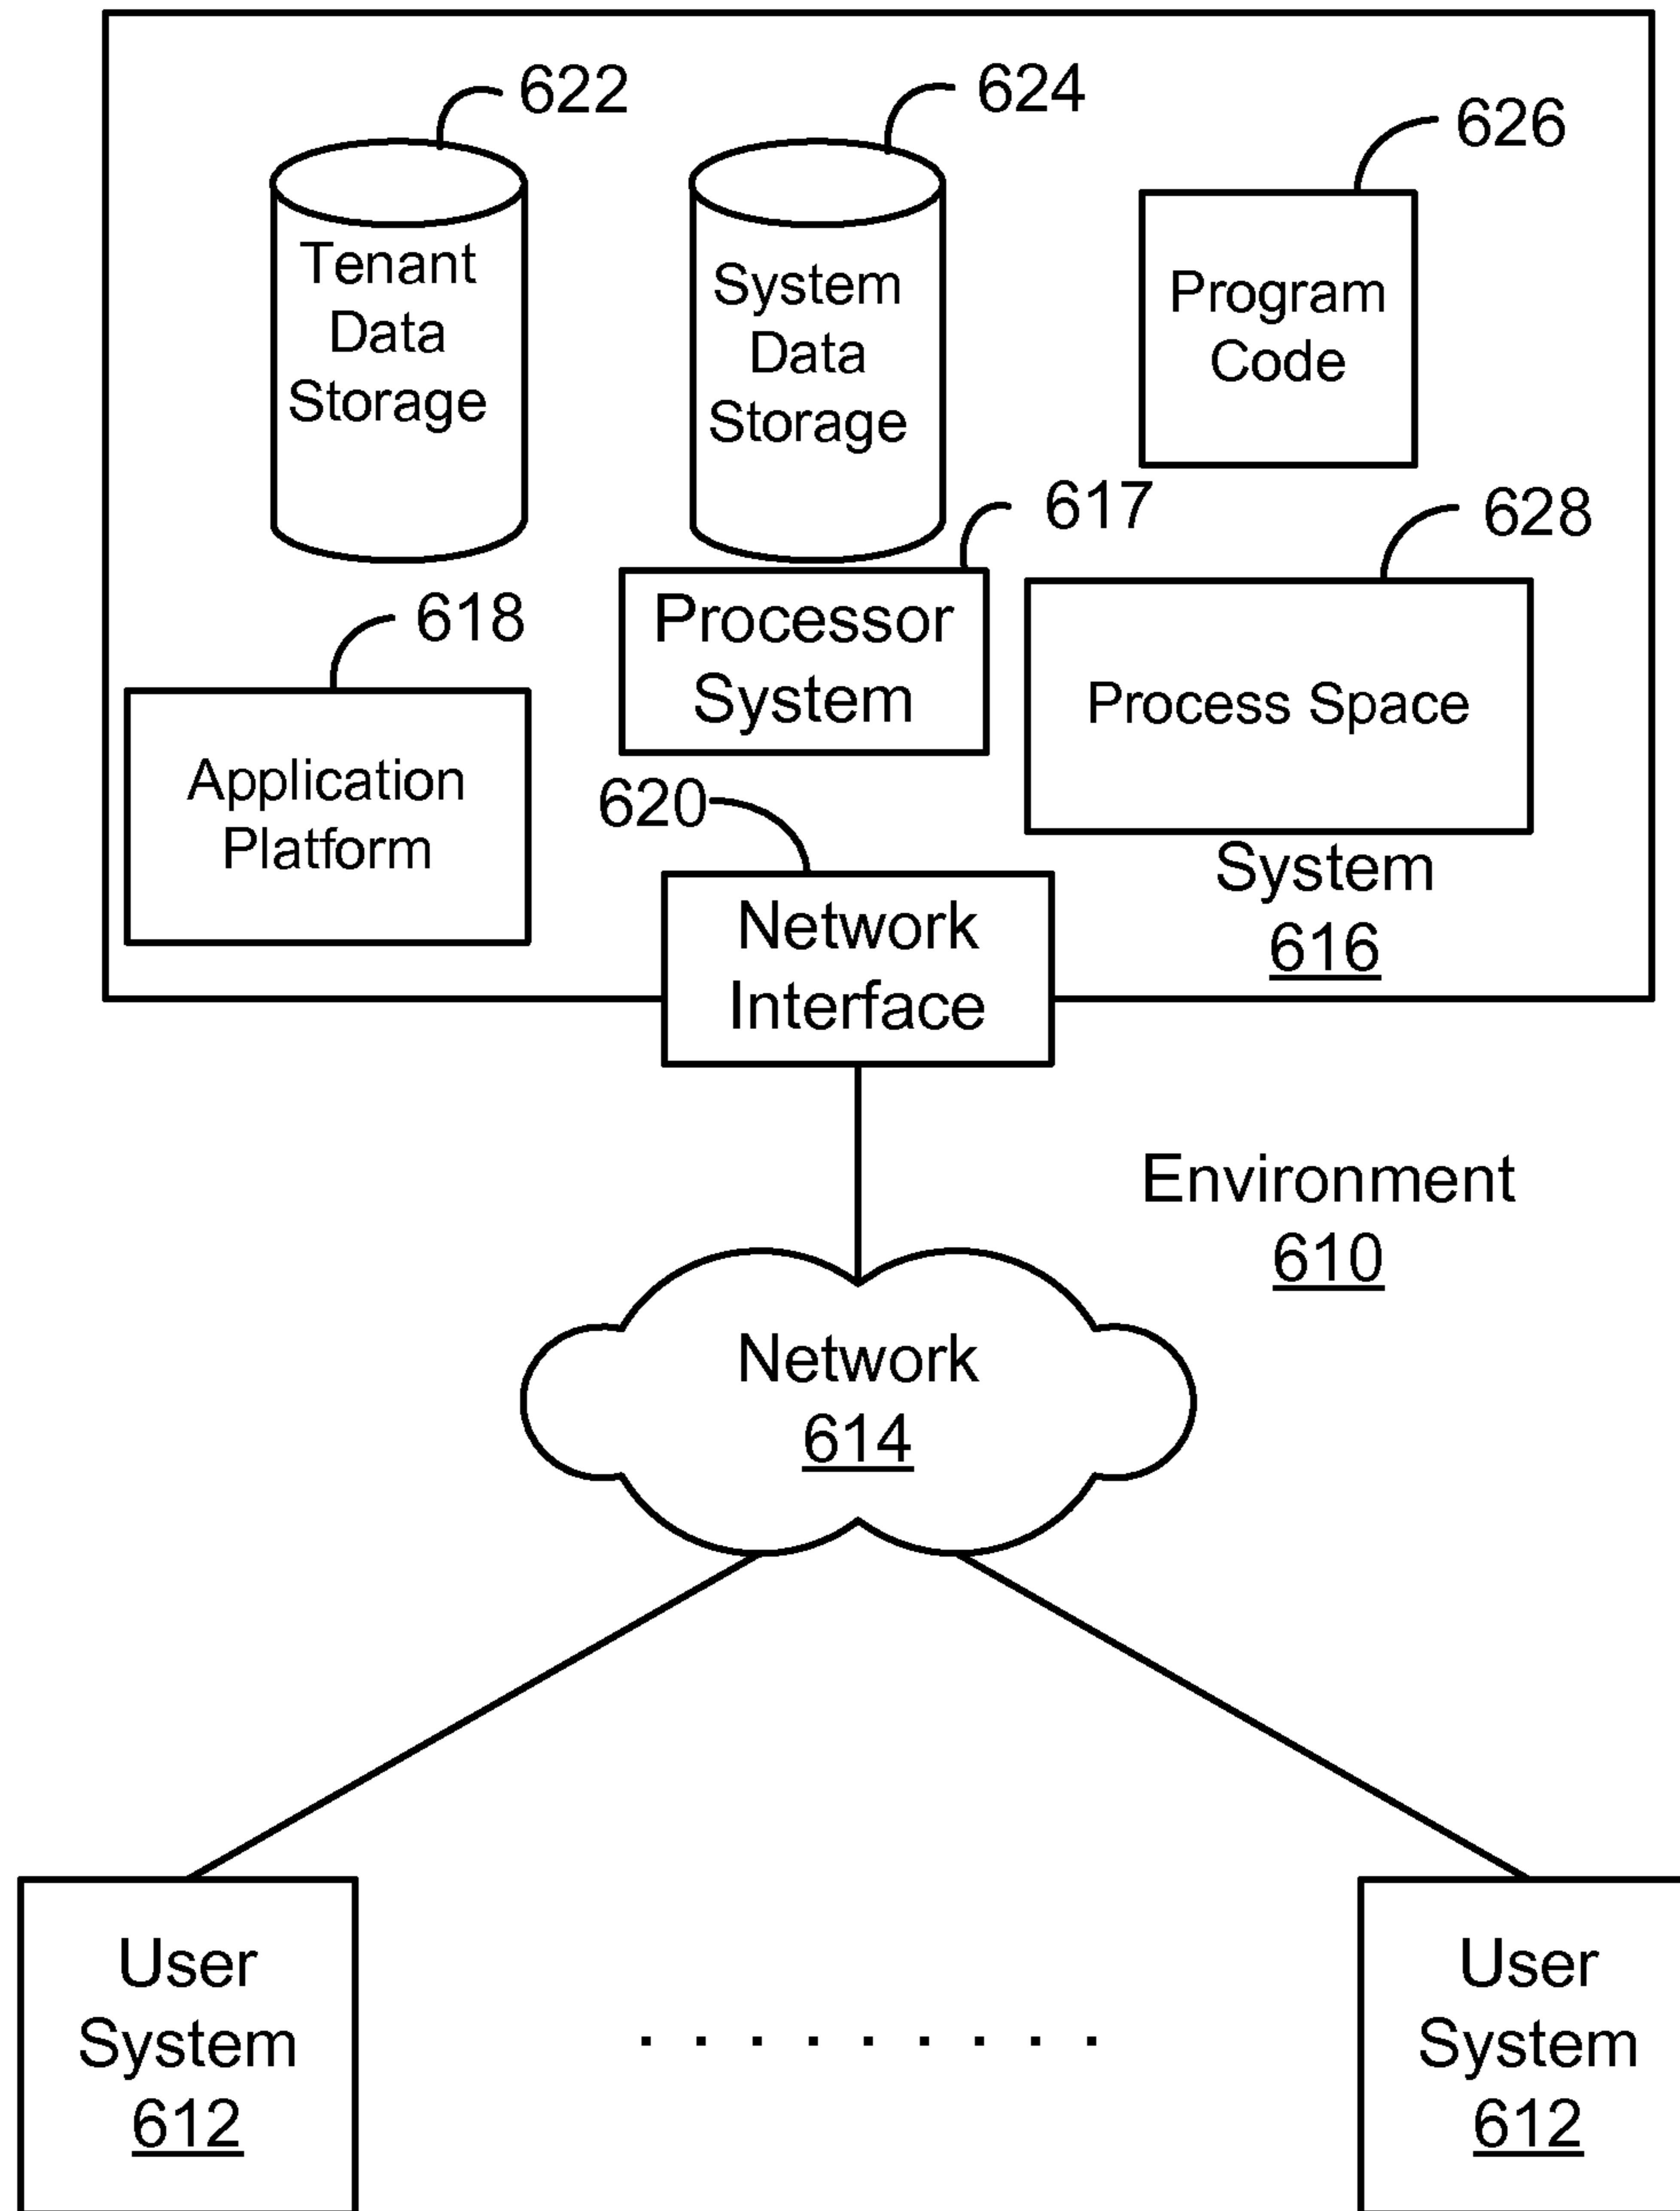 622
624
626
Tenant
Data
Storage
System
Data
Storage
Program
Code
617
628
618
Processor
System
Process Space
Application
Platform
620
System
616
Network
Interface
Environment
610
Network
614
User
System
612
. . . . . . . . .
User
System
612